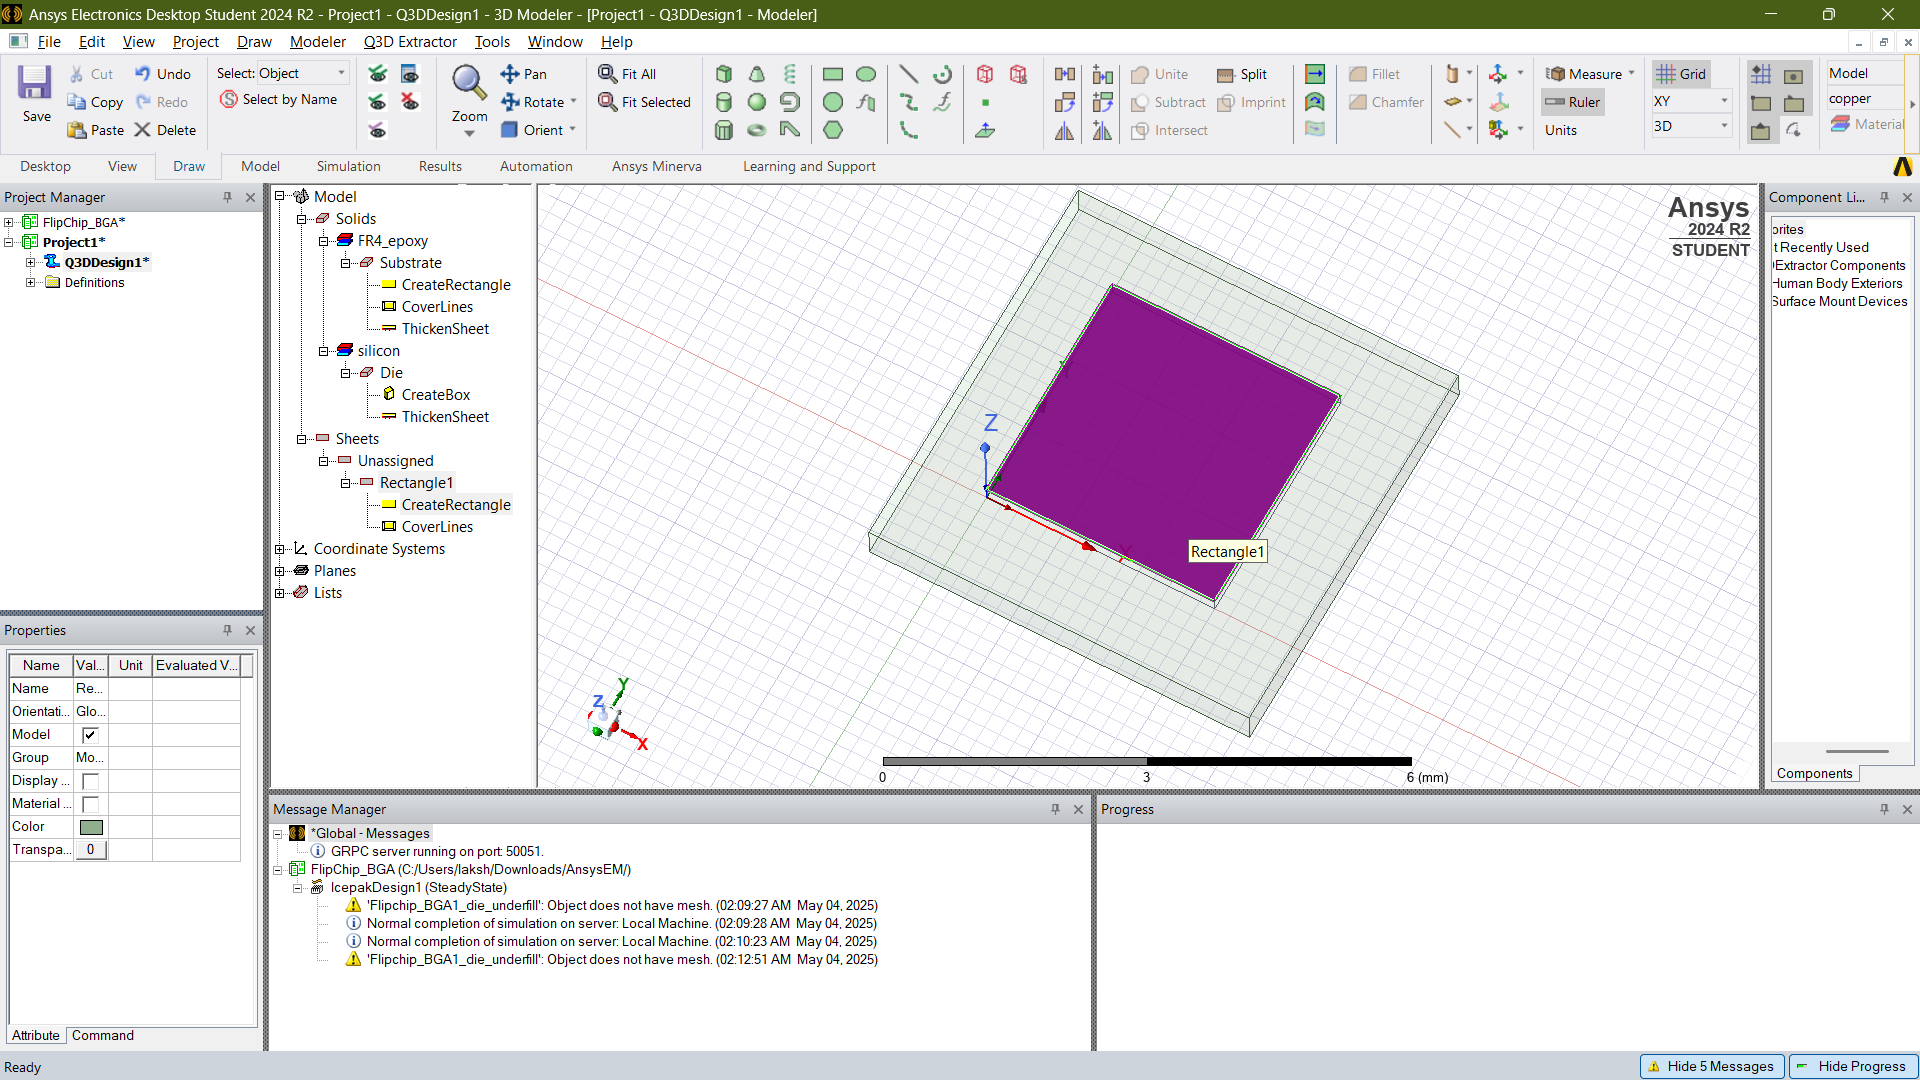 Ansys Electronics Desktop Student 2024 R2 - Project1 - Q3DDesign1 - 3D Modeler - [Project1 - Q3DDesign1 - Modeler]
File Edit View Project Draw Modeler Q3D Extractor Tools Window Help
Save
Cut
Copy
Paste
Undo
Redo
Delete
Select: Object
Select by Name
Zoom
Pan
Rotate
Orient
Fit All
Fit Selected
Unite
Subtract
Intersect
Split
Imprint
Fillet
Chamfer
Measure
Ruler
Units
Grid
XY
3D
Model
copper
Material
Desktop View Draw Model Simulation Results Automation Ansys Minerva Learning and Support
Project Manager
FlipChip_BGA*
Project1*
Q3DDesign1*
Definitions
Model
Solids
FR4_epoxy
Substrate
CreateRectangle
CoverLines
ThickenSheet
silicon
Die
CreateBox
ThickenSheet
Sheets
Unassigned
Rectangle1
CreateRectangle
CoverLines
Coordinate Systems
Planes
Lists
Ansys
2024 R2
STUDENT
Z
Y
X
Rectangle1
Y
Z
X
0 3 6 (mm)
Component Li...
orites
t Recently Used
Extractor Components
Human Body Exteriors
Surface Mount Devices
Components
Properties
Name Val... Unit Evaluated V...
Name Re...
Orientati... Glo...
Model
Group Mo...
Display ...
Material ...
Color
Transpa... 0
Attribute Command
Message Manager
*Global - Messages
GRPC server running on port: 50051.
FlipChip_BGA (C:/Users/laksh/Downloads/AnsysEM/)
IcepakDesign1 (SteadyState)
'Flipchip_BGA1_die_underfill': Object does not have mesh. (02:09:27 AM May 04, 2025)
Normal completion of simulation on server: Local Machine. (02:09:28 AM May 04, 2025)
Normal completion of simulation on server: Local Machine. (02:10:23 AM May 04, 2025)
'Flipchip_BGA1_die_underfill': Object does not have mesh. (02:12:51 AM May 04, 2025)
Progress
Ready
Hide 5 Messages
Hide Progress